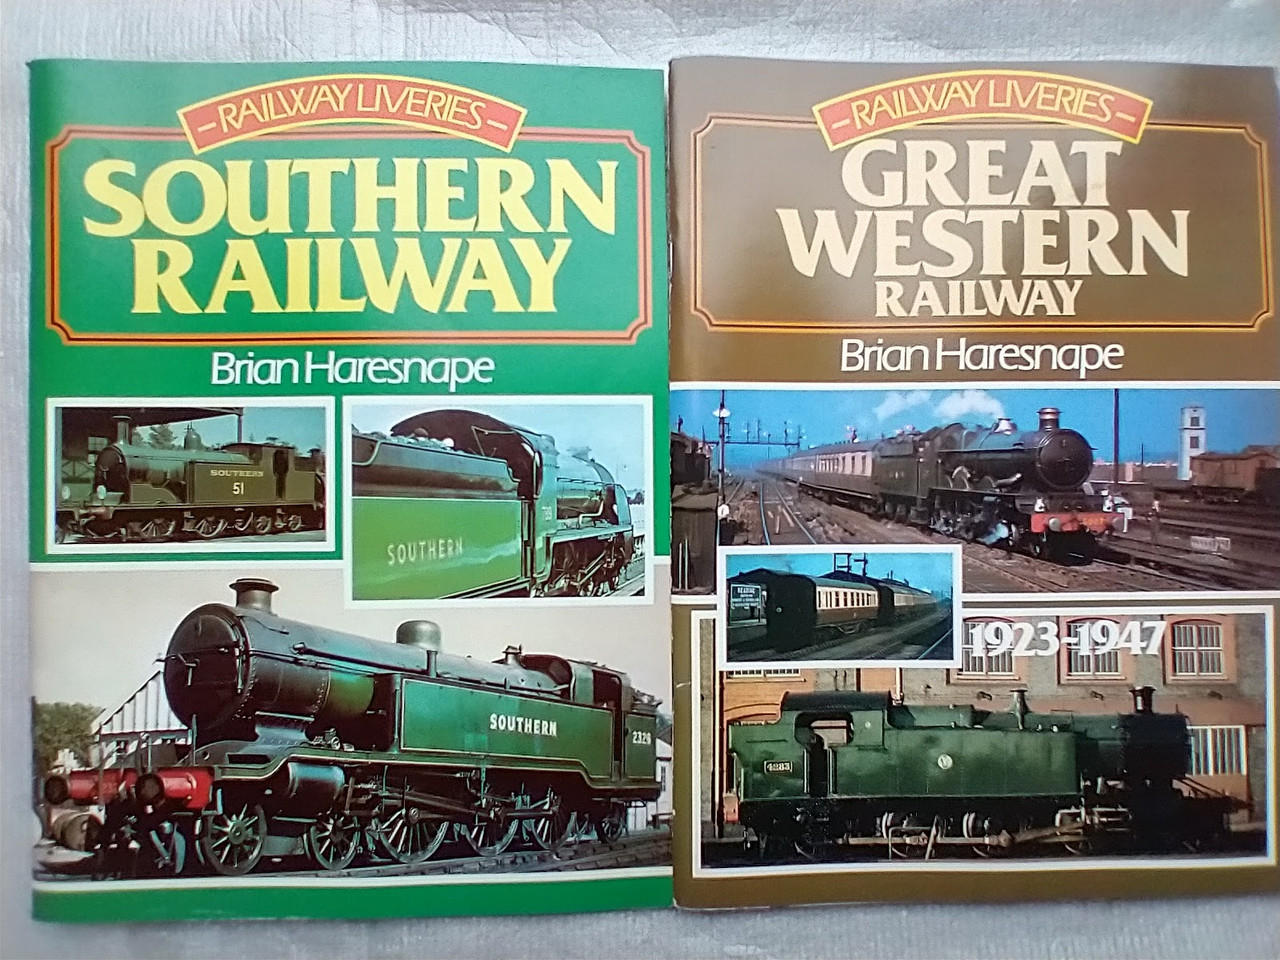 -RAILWAY LIVERIES-
SOUTHERN
RAILWAY
Brian Haresnape
SOUTHERN
51
SOUTHERN
SOUTHERN
2329
-RAILWAY LIVERIES-
GREAT
WESTERN
RAILWAY
Brian Haresnape
1923-1947
4283